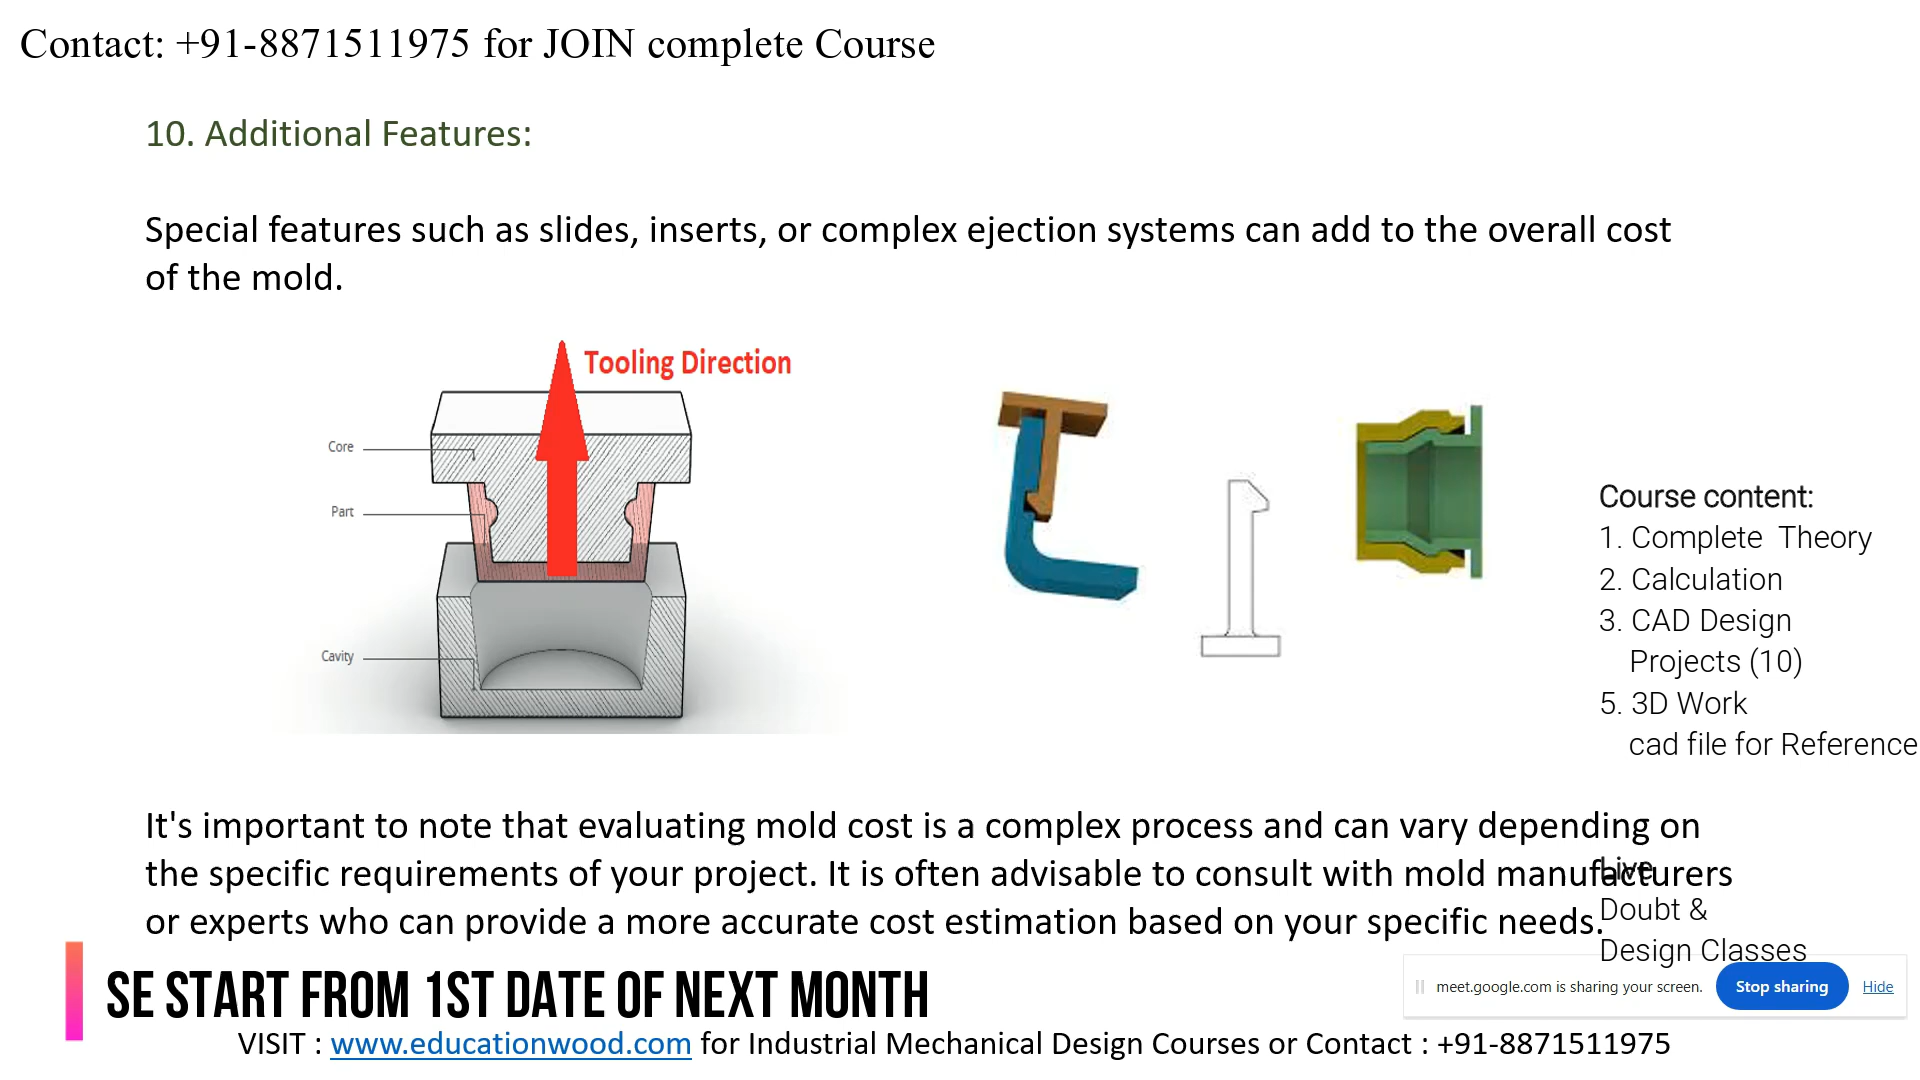 Contact: +91-8871511975 for JOIN complete Course
10. Additional Features:
Special features such as slides, inserts, or complex ejection systems can add to the overall cost
of the mold.
Tooling Direction
Core
Part
Cavity
Course content:
1. Complete  Theory
2. Calculation
3. CAD Design
Projects (10)
5. 3D Work
cad file for Reference
It's important to note that evaluating mold cost is a complex process and can vary depending on
the specific requirements of your project. It is often advisable to consult with mold manufacturers
or experts who can provide a more accurate cost estimation based on your specific needs.
Live
Doubt &
Design Classes
meet.google.com is sharing your screen.
Stop sharing
Hide
SE START FROM 1ST DATE OF NEXT MONTH
VISIT : www.educationwood.com for Industrial Mechanical Design Courses or Contact : +91-8871511975